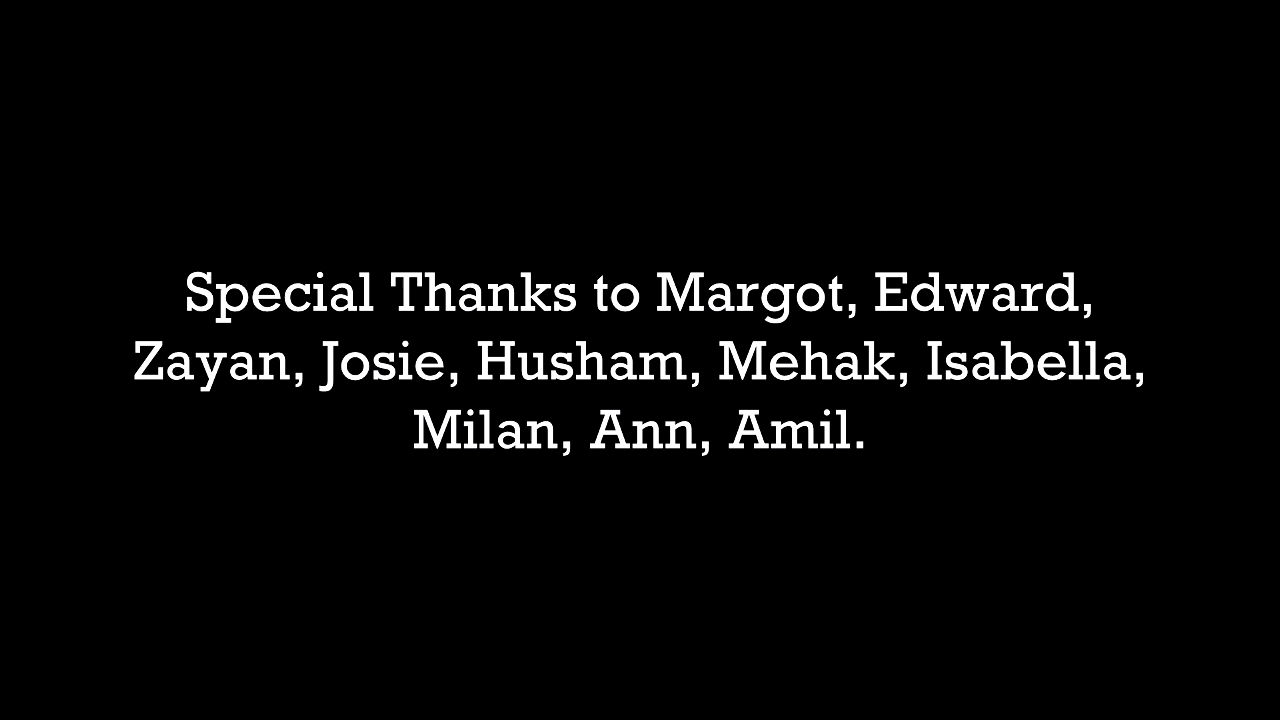 Special Thanks to Margot, Edward,
Zayan, Josie, Husham, Mehak, Isabella,
Milan, Ann, Amil.